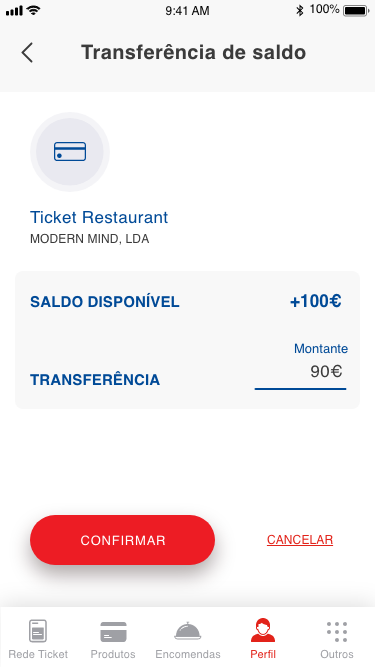 9:41 AM
100%
Transferência de saldo
Ticket Restaurant
MODERN MIND, LDA
SALDO DISPONÍVEL
+100€
Montante
TRANSFERÊNCIA
90€
CONFIRMAR
CANCELAR
Rede Ticket
Produtos
Encomendas
Perfil
Outros